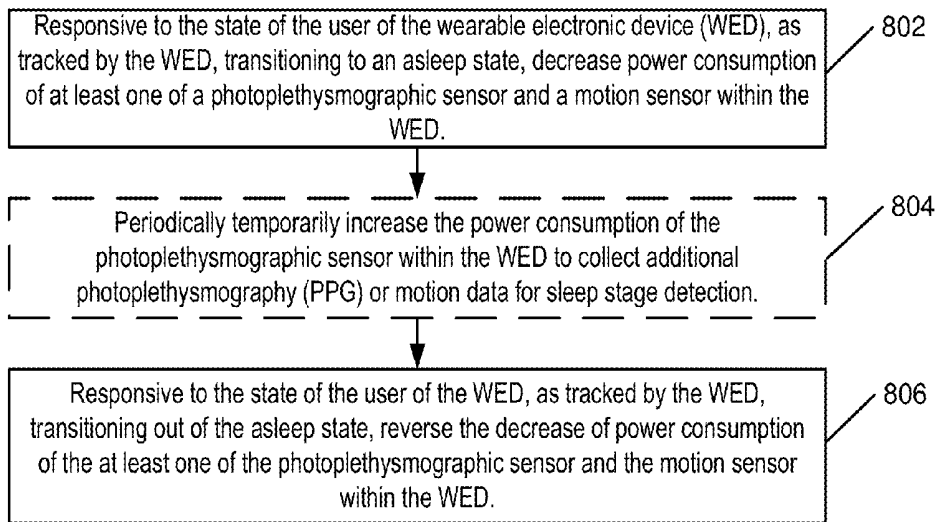 Responsive to the state of the user of the wearable electronic device (WED), as
tracked by the WED, transitioning to an asleep state, decrease power consumption
of at least one of a photoplethysmographic sensor and a motion sensor within the
WED.
802
Periodically temporarily increase the power consumption of the
photoplethysmographic sensor within the WED to collect additional
photoplethysmography (PPG) or motion data for sleep stage detection.
804
Responsive to the state of the user of the WED, as tracked by the WED,
transitioning out of the asleep state, reverse the decrease of power consumption
of the at least one of the photoplethysmographic sensor and the motion sensor
within the WED.
806